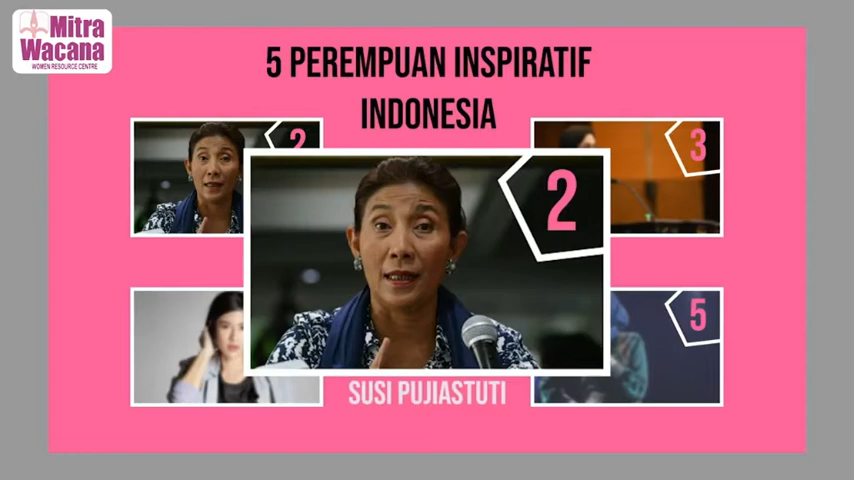 Mitra
Wacana
WOMEN RESOURCE CENTRE
5 PEREMPUAN INSPIRATIF
INDONESIA
2
3
2
5
SUSI PUJIASTUTI